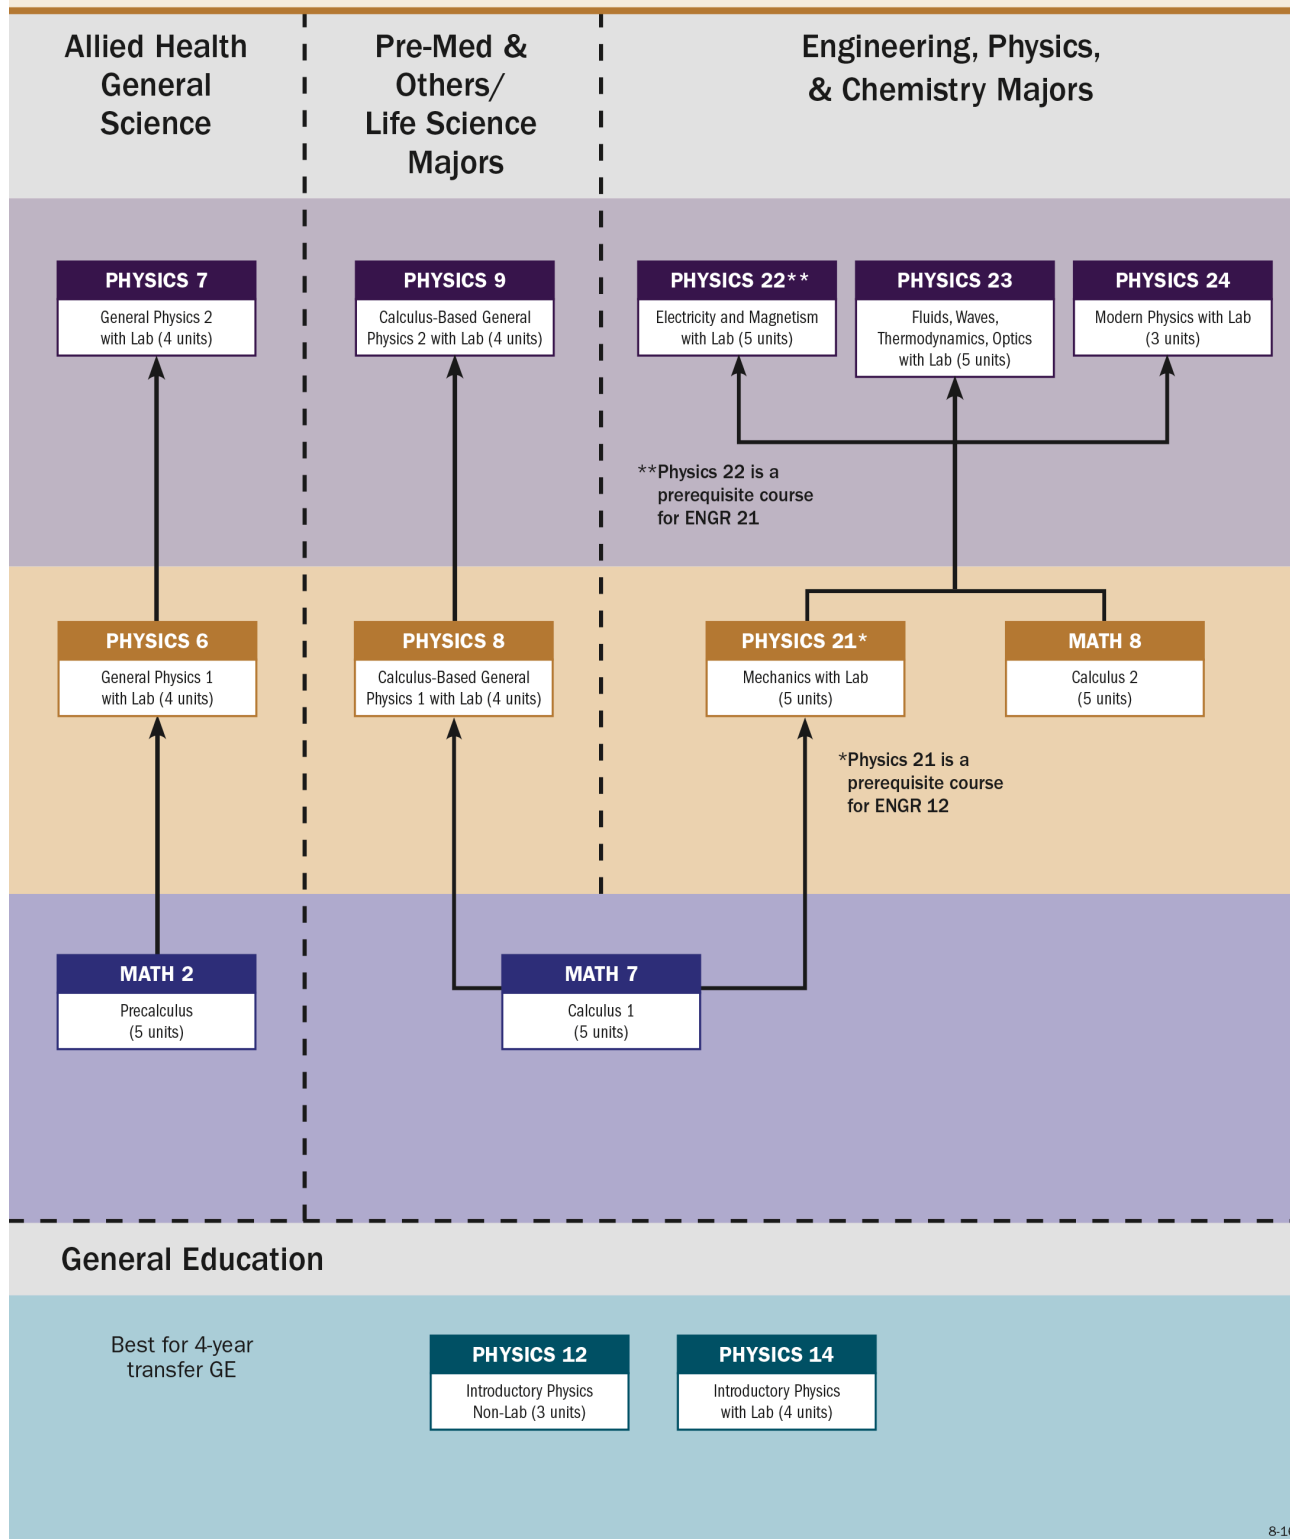 Allied Health
General
Science
Pre-Med &
Others/
Life Science
Majors
Engineering, Physics,
& Chemistry Majors
PHYSICS 7
General Physics 2
with Lab (4 units)
PHYSICS 9
Calculus-Based General
Physics 2 with Lab (4 units)
PHYSICS 22**
Electricity and Magnetism
with Lab (5 units)
PHYSICS 23
Fluids, Waves,
Thermodynamics, Optics
with Lab (5 units)
PHYSICS 24
Modern Physics with Lab
(3 units)
**Physics 22 is a
prerequisite course
for ENGR 21
PHYSICS 6
General Physics 1
with Lab (4 units)
PHYSICS 8
Calculus-Based General
Physics 1 with Lab (4 units)
PHYSICS 21*
Mechanics with Lab
(5 units)
MATH 8
Calculus 2
(5 units)
*Physics 21 is a
prerequisite course
for ENGR 12
MATH 2
Precalculus
(5 units)
MATH 7
Calculus 1
(5 units)
General Education
Best for 4-year
transfer GE
PHYSICS 12
Introductory Physics
Non-Lab (3 units)
PHYSICS 14
Introductory Physics
with Lab (4 units)